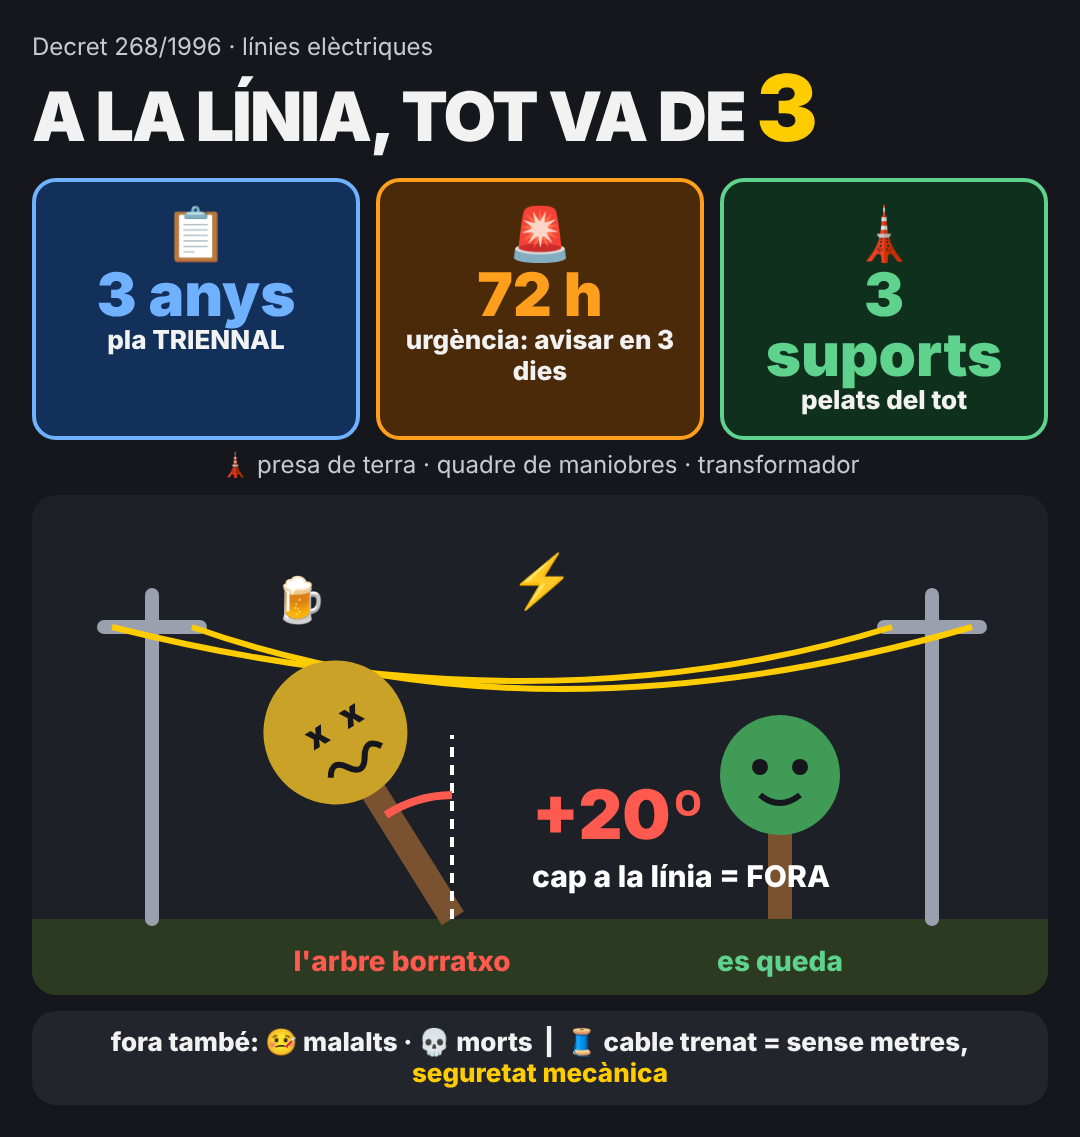 Decret 268/1996 · línies elèctriques
A LA LÍNIA, TOT VA DE 3
3 anys
pla TRIENNAL
72 h
urgència: avisar en 3
dies
3
suports
pelats del tot
presa de terra · quadre de maniobres · transformador
x x
+20º
cap a la línia = FORA
l'arbre borratxo
es queda
fora també: 🤒 malalts · 💀 morts | 🧵 cable trenat = sense metres,
seguretat mecànica